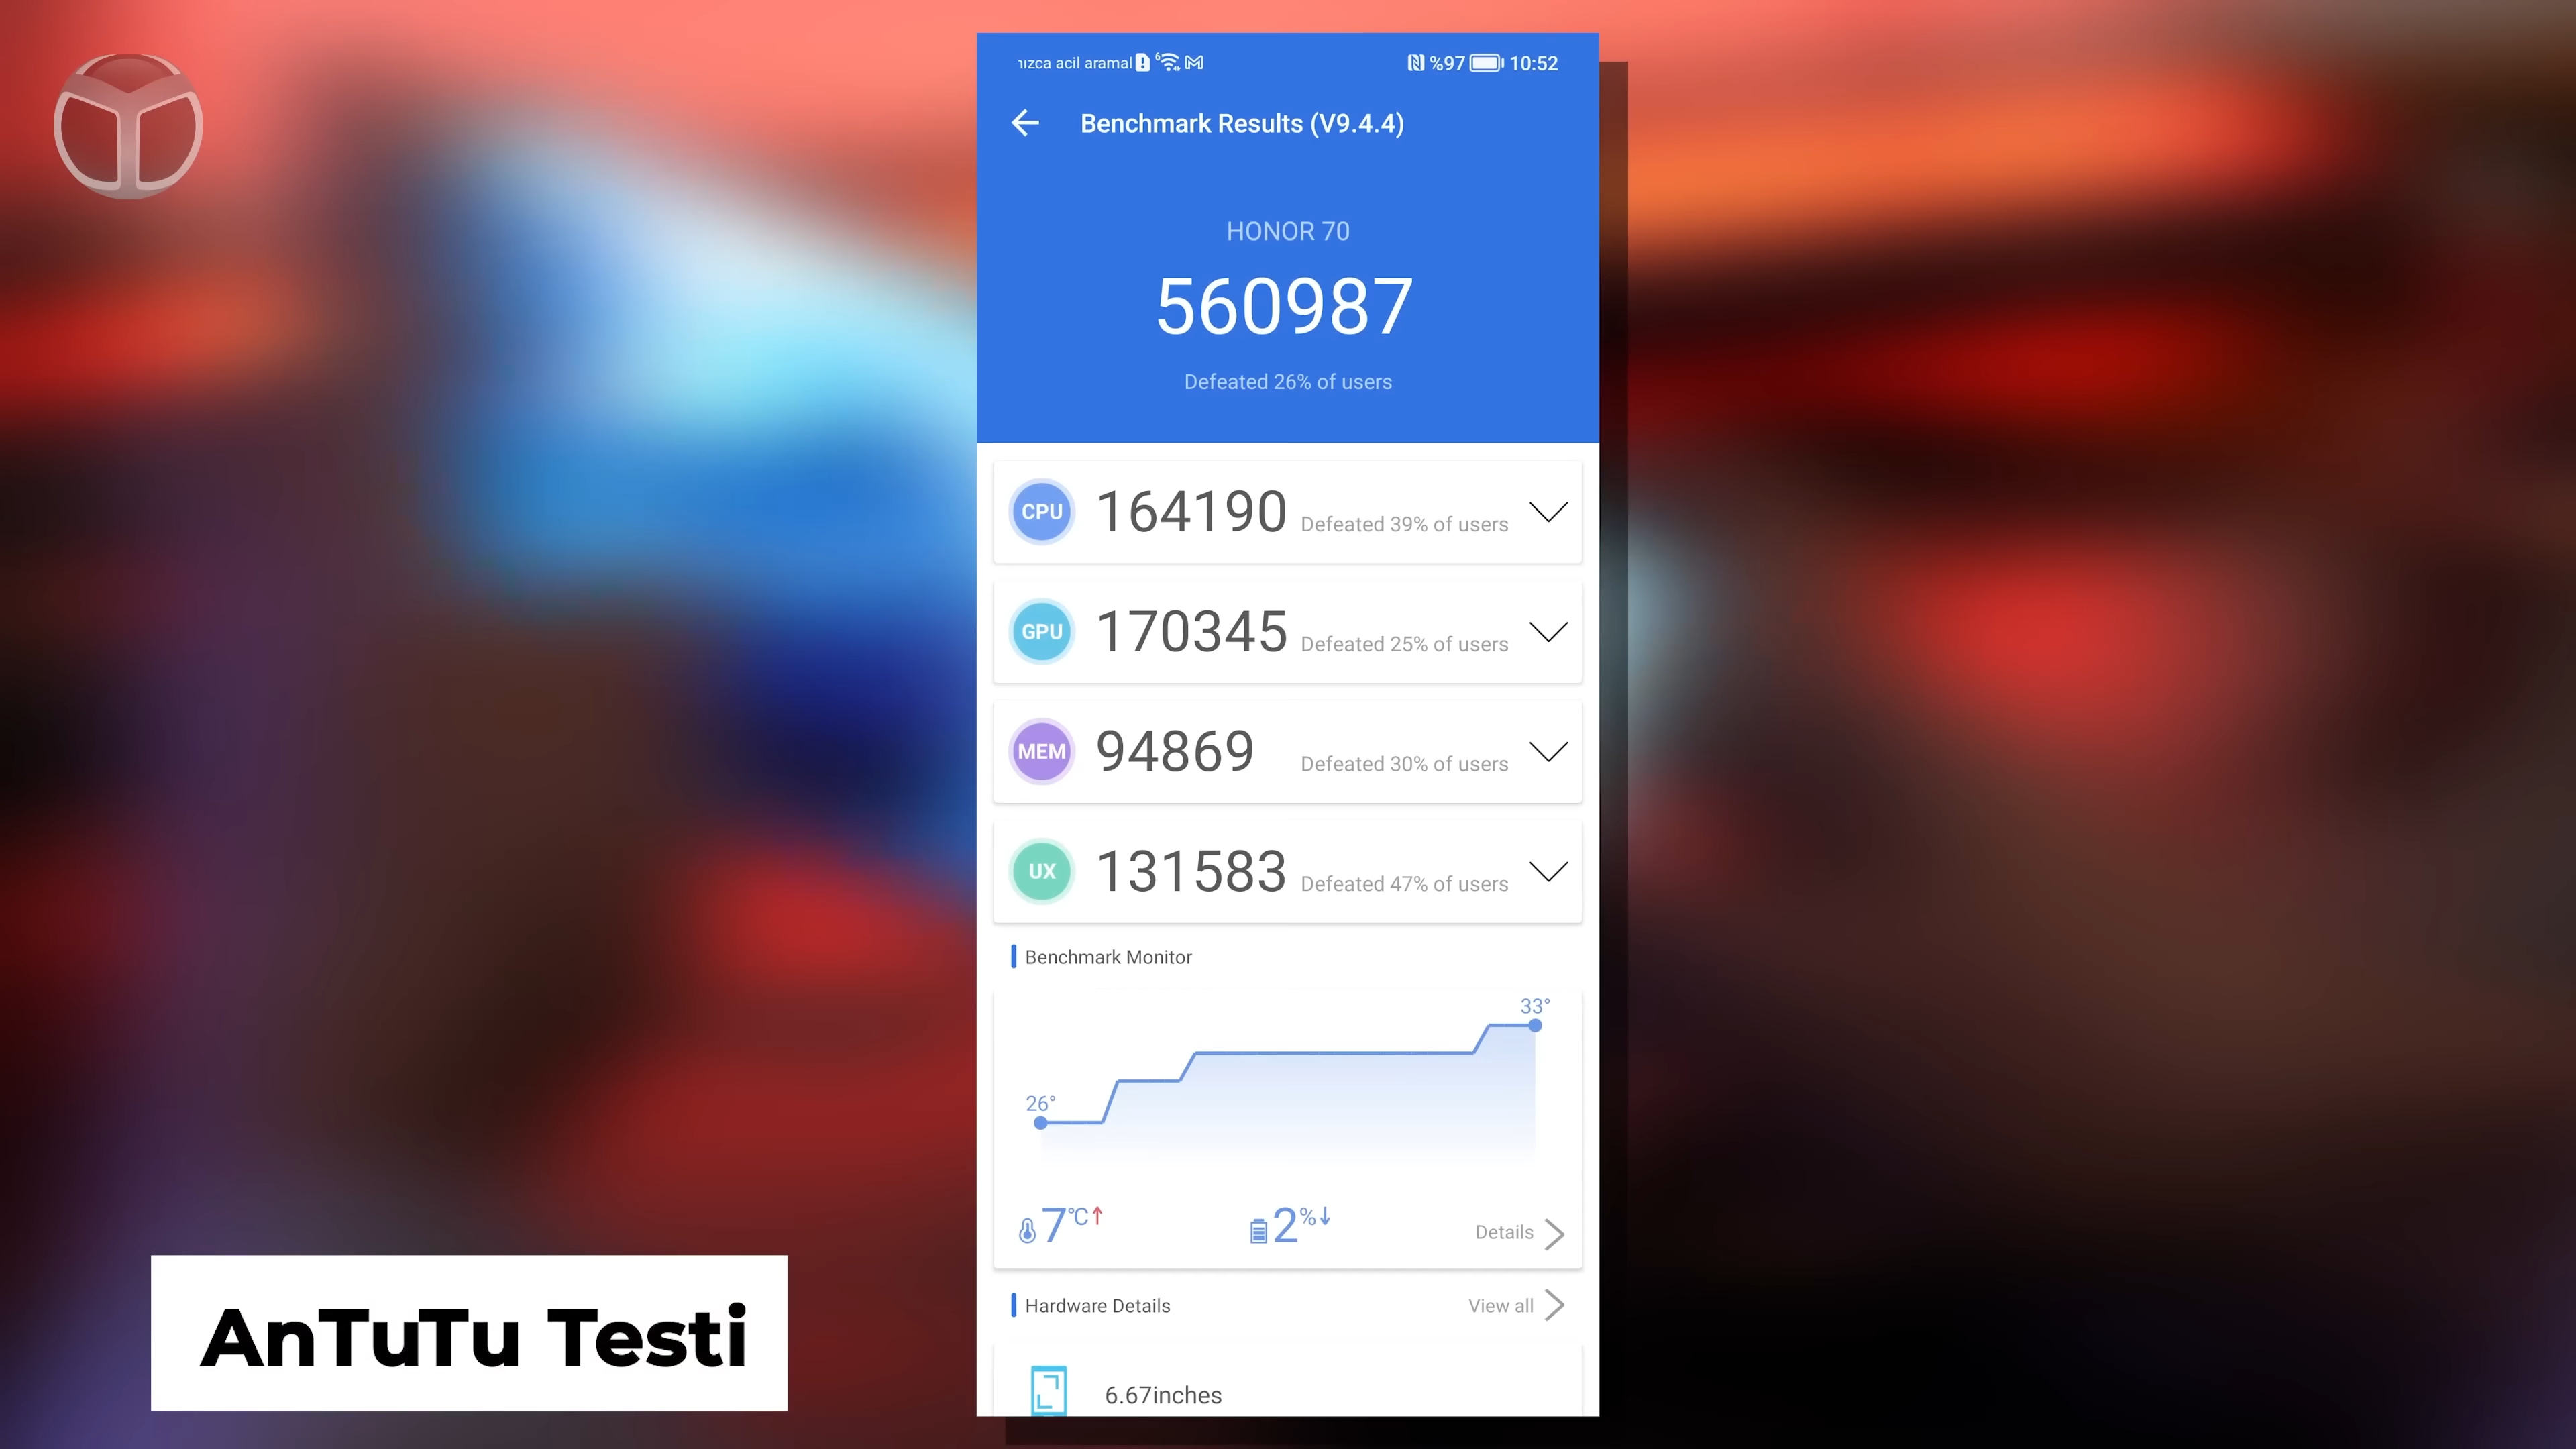 ızca acil aramal
%97 10:52
Benchmark Results (V9.4.4)
HONOR 70
560987
Defeated 26% of users
CPU 164190 Defeated 39% of users
GPU 170345 Defeated 25% of users
MEM 94869 Defeated 30% of users
UX 131583 Defeated 47% of users
Benchmark Monitor
33°
26°
7°C↑ 2%↓ Details
Hardware Details View all
6.67inches
AnTuTu Testi